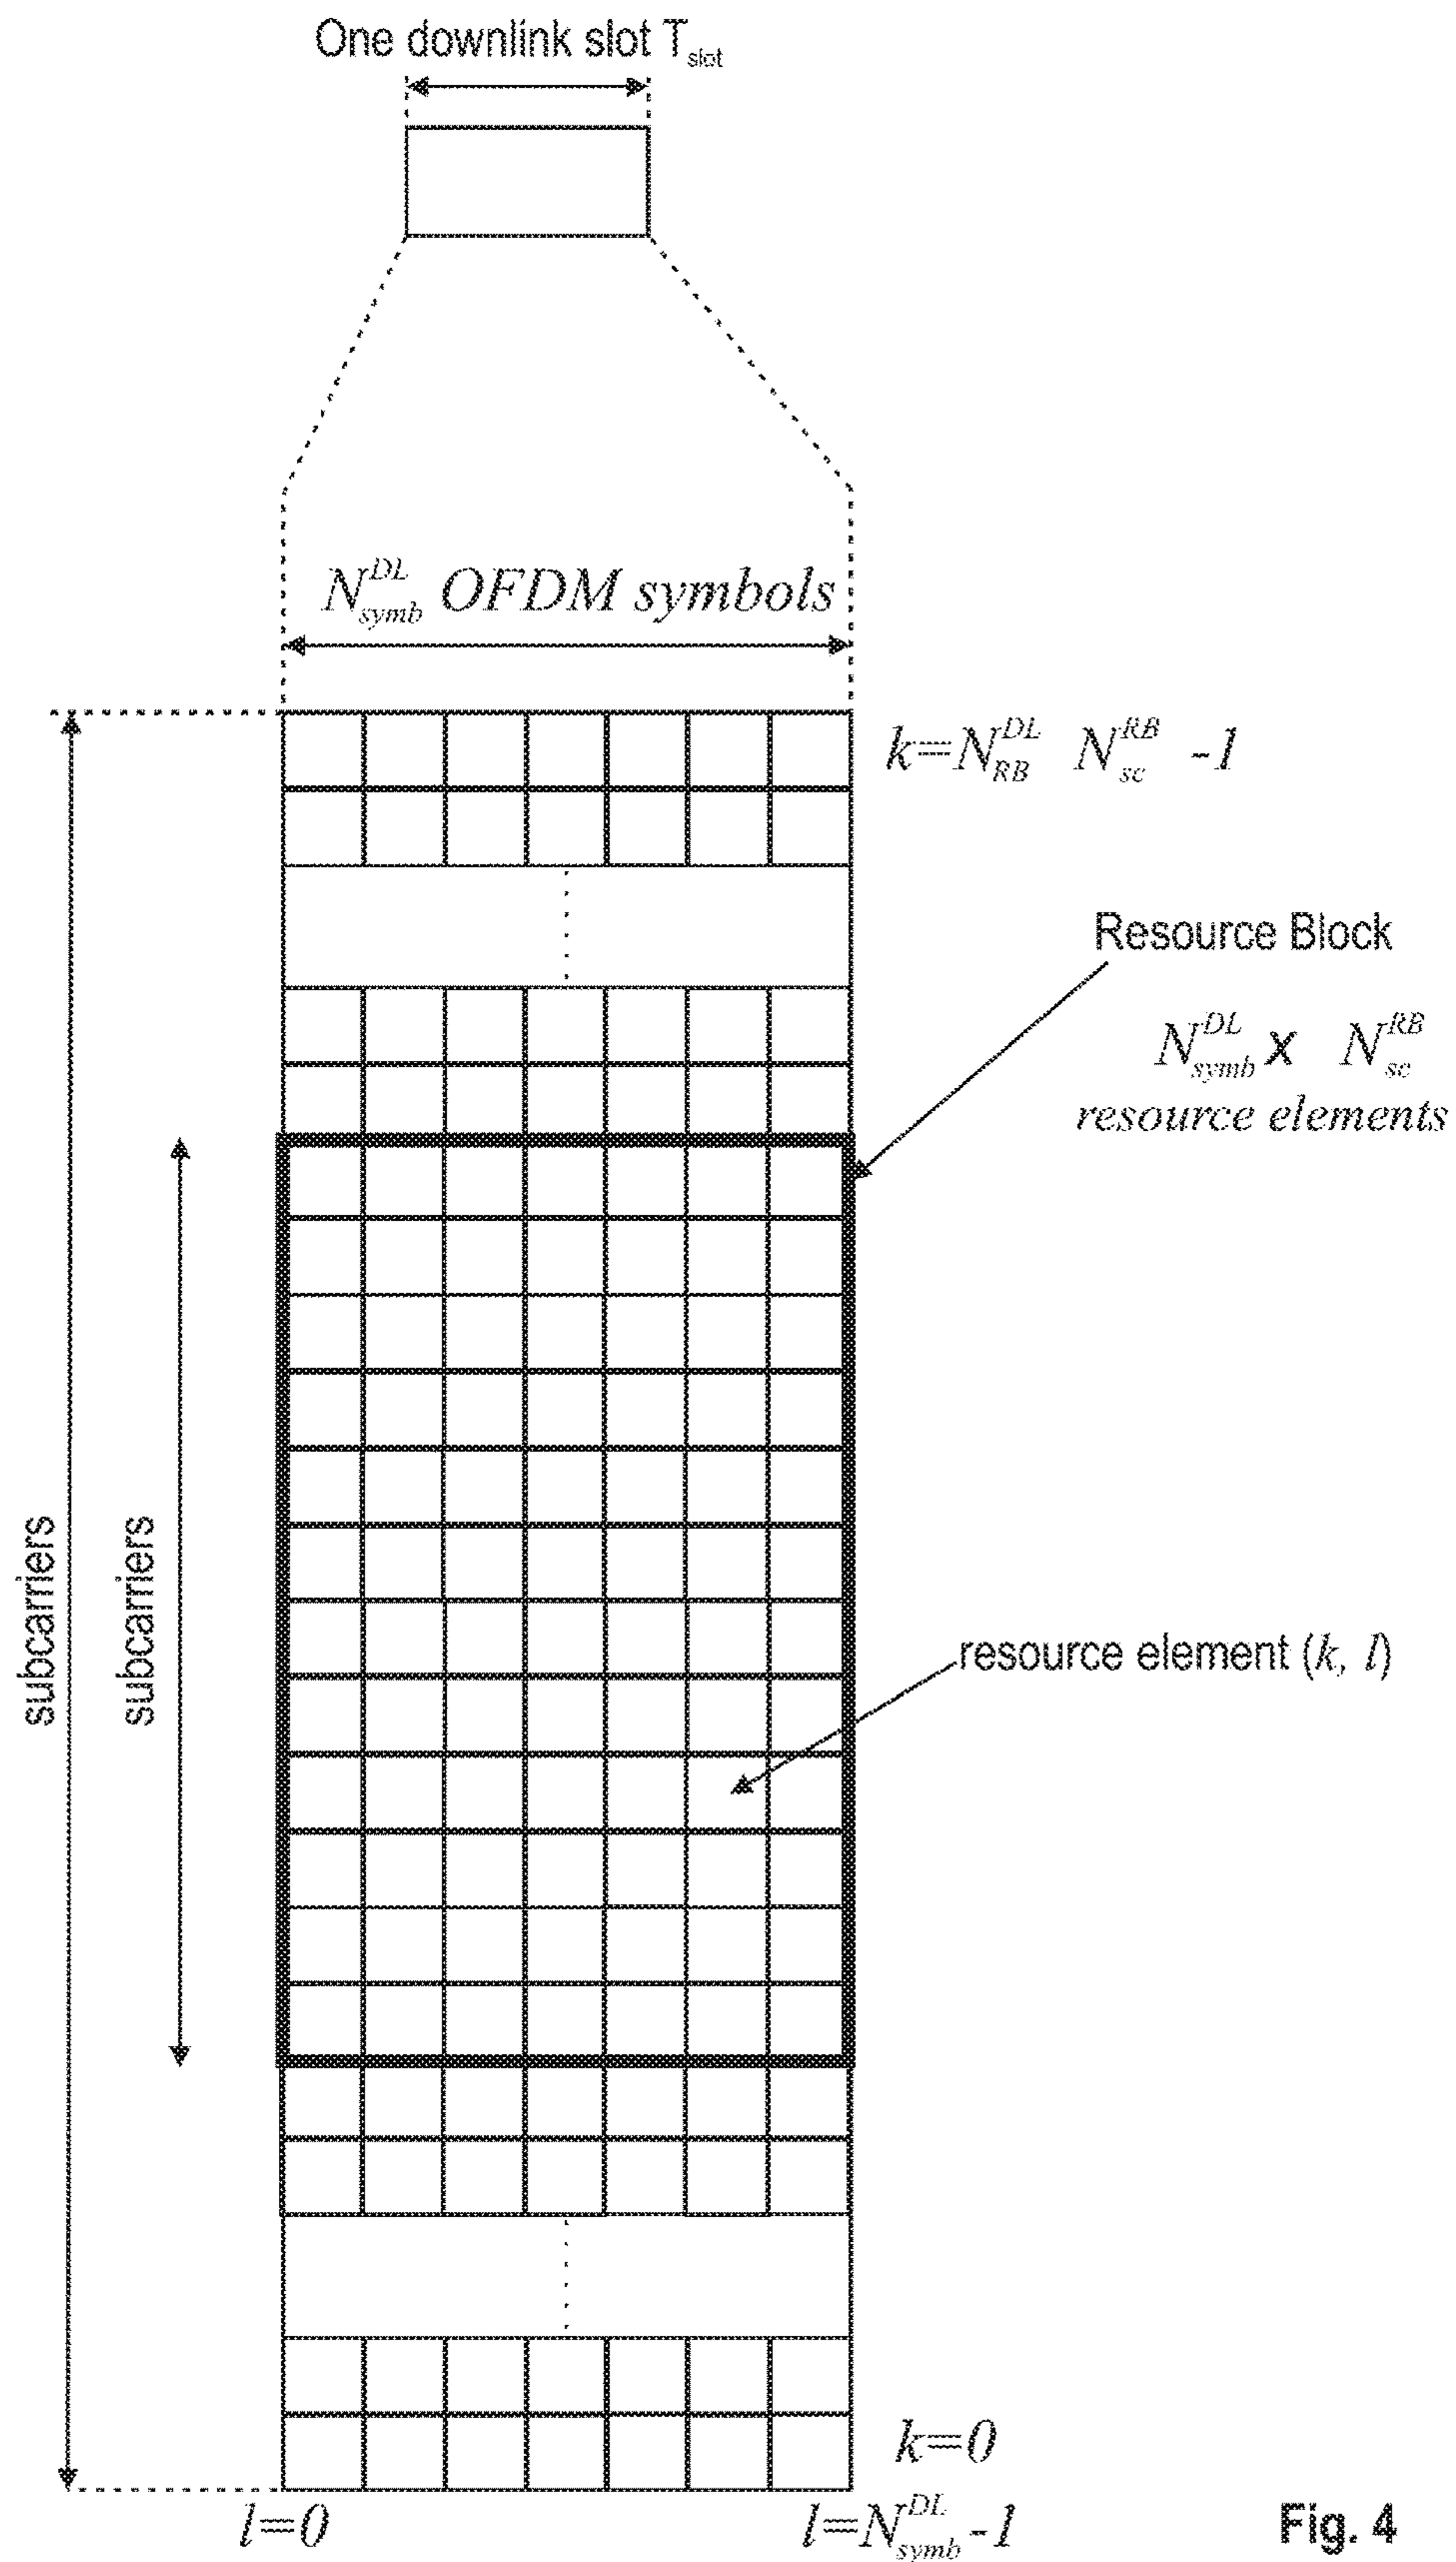 One downlink slot T_slot
N_symb^DL OFDM symbols
k=N_RB^DL N_sc^RB -1
Resource Block
N_symb^DL x N_sc^RB
resource elements
subcarriers
subcarriers
resource element (k, l)
k=0
l=0
l=N_symb^DL-1
Fig. 4